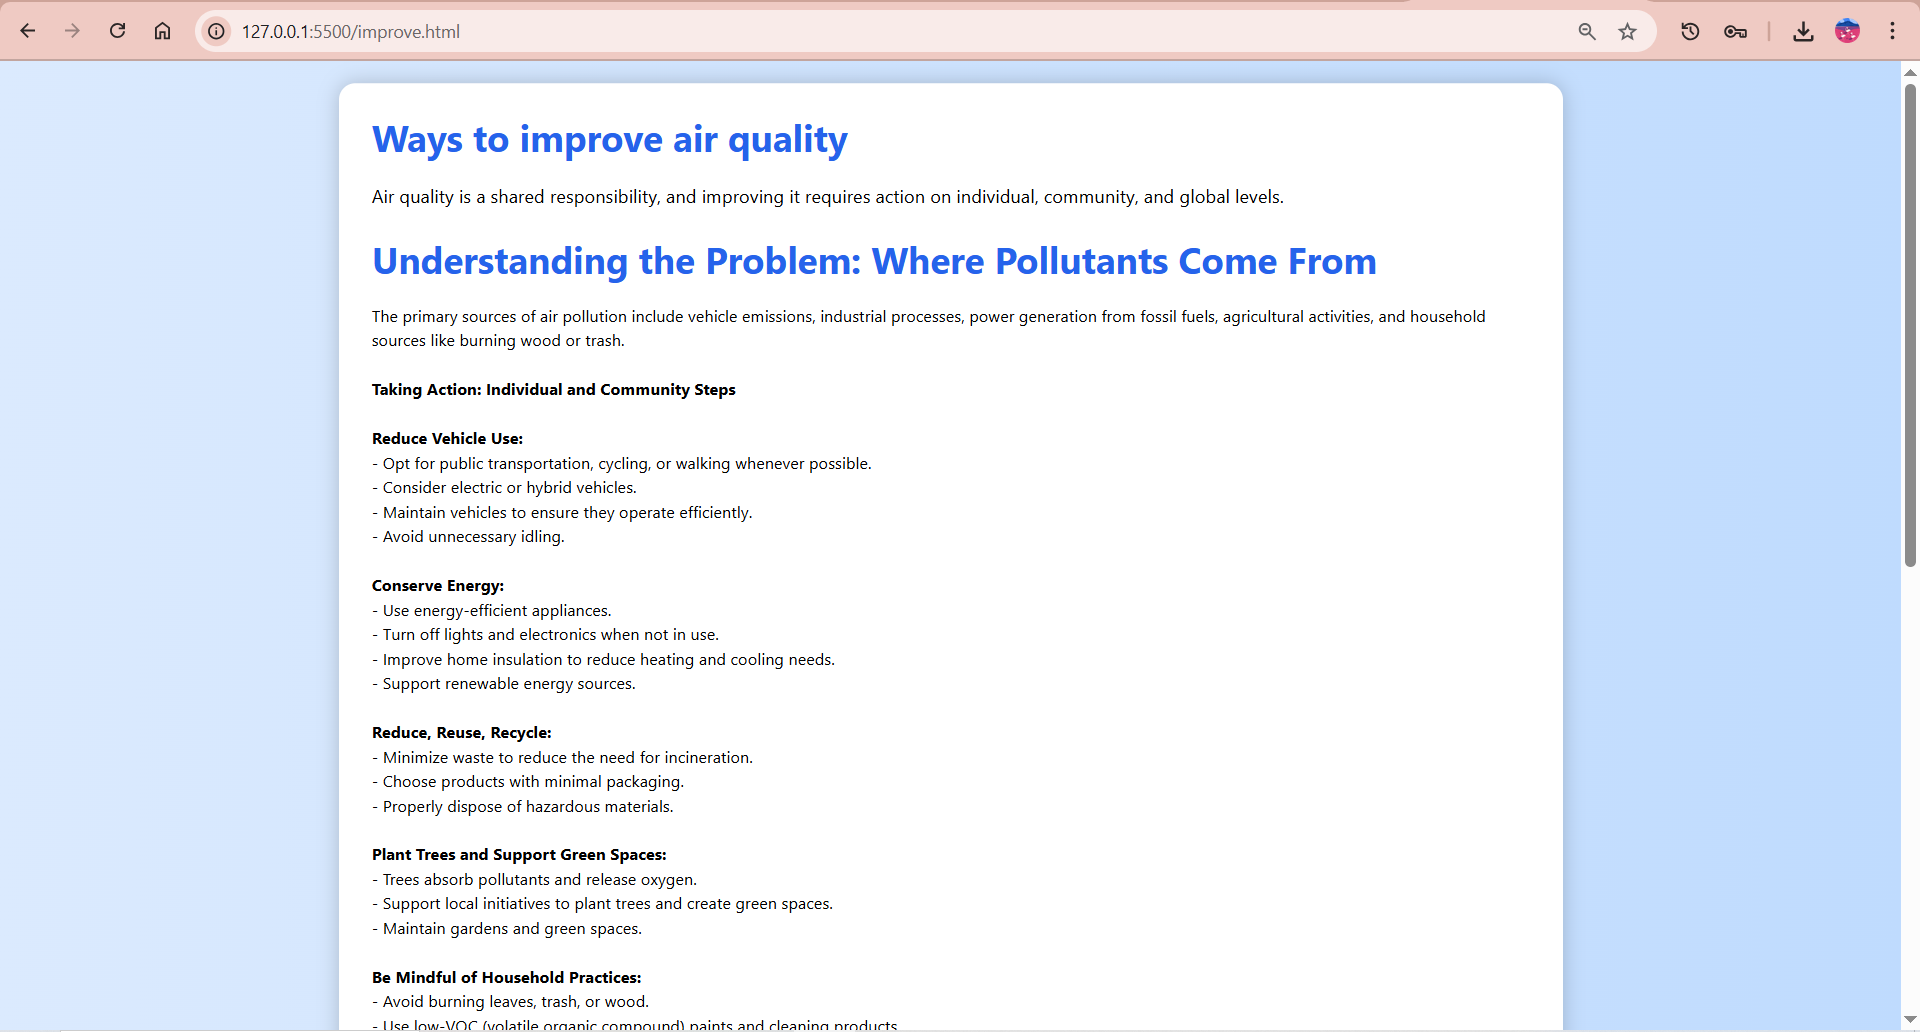 127.0.0.1:5500/improve.html
Ways to improve air quality
Air quality is a shared responsibility, and improving it requires action on individual, community, and global levels.
Understanding the Problem: Where Pollutants Come From
The primary sources of air pollution include vehicle emissions, industrial processes, power generation from fossil fuels, agricultural activities, and household
sources like burning wood or trash.
Taking Action: Individual and Community Steps
Reduce Vehicle Use:
- Opt for public transportation, cycling, or walking whenever possible.
- Consider electric or hybrid vehicles.
- Maintain vehicles to ensure they operate efficiently.
- Avoid unnecessary idling.
Conserve Energy:
- Use energy-efficient appliances.
- Turn off lights and electronics when not in use.
- Improve home insulation to reduce heating and cooling needs.
- Support renewable energy sources.
Reduce, Reuse, Recycle:
- Minimize waste to reduce the need for incineration.
- Choose products with minimal packaging.
- Properly dispose of hazardous materials.
Plant Trees and Support Green Spaces:
- Trees absorb pollutants and release oxygen.
- Support local initiatives to plant trees and create green spaces.
- Maintain gardens and green spaces.
Be Mindful of Household Practices:
- Avoid burning leaves, trash, or wood.
- Use low-VOC (volatile organic compound) paints and cleaning products